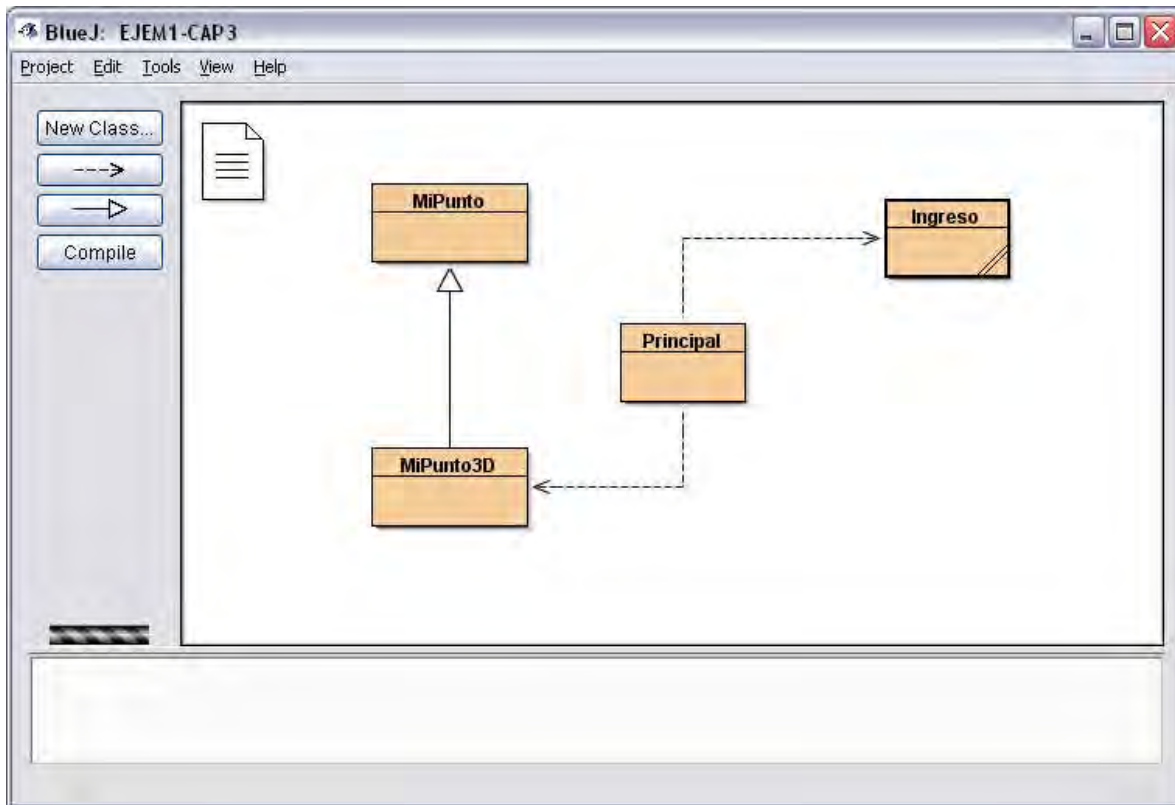 BlueJ: EJEM1-CAP3
Project Edit Tools View Help
New Class...
Compile
MiPunto
Ingreso
Principal
MiPunto3D